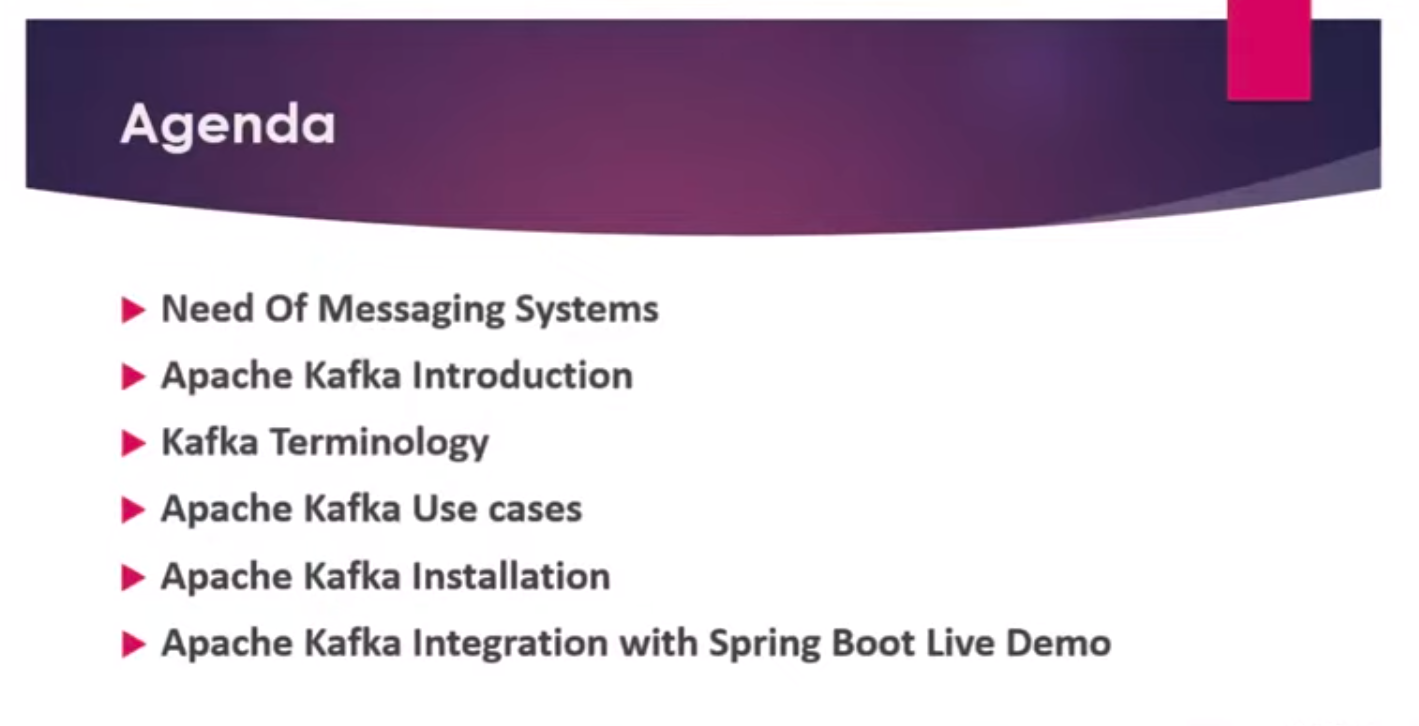 Agenda
Need Of Messaging Systems
Apache Kafka Introduction
Kafka Terminology
Apache Kafka Use cases
Apache Kafka Installation
Apache Kafka Integration with Spring Boot Live Demo